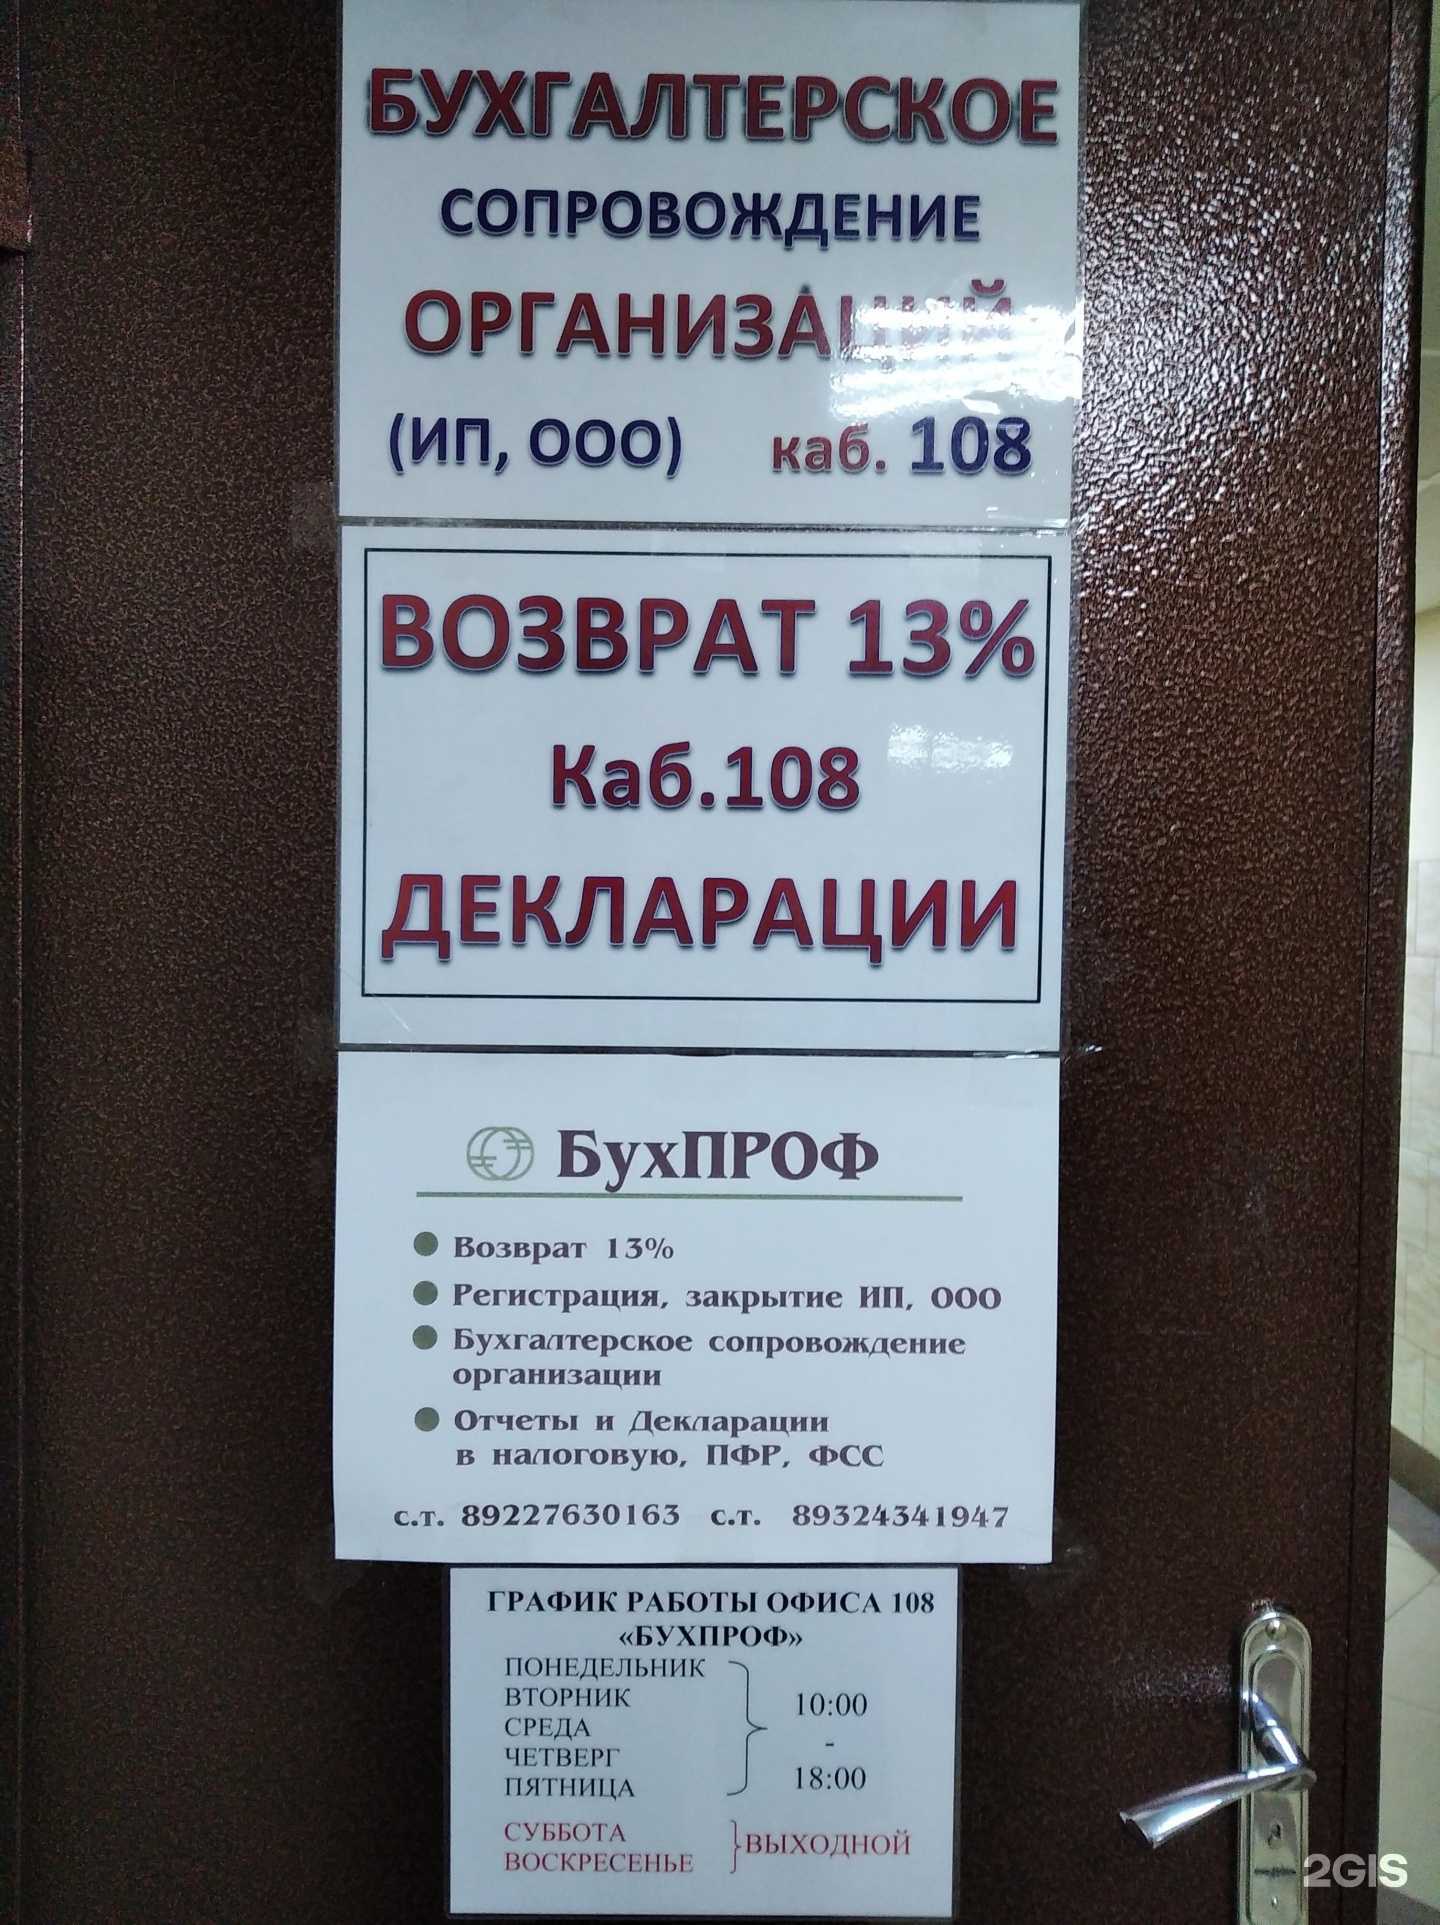 БУХГАЛТЕРСКОЕ
СОПРОВОЖДЕНИЕ
ОРГАНИЗАЦИЙ
(ИП, ООО) каб. 108
ВОЗВРАТ 13%
Каб.108
ДЕКЛАРАЦИИ
БухПРОФ
Возврат 13%
Регистрация, закрытие ИП, ООО
Бухгалтерское сопровождение
организации
Отчеты и Декларации
в налоговую, ПФР, ФСС
с.т. 89227630163 с.т. 89324341947
ГРАФИК РАБОТЫ ОФИСА 108
«БУХПРОФ»
ПОНЕДЕЛЬНИК
ВТОРНИК
СРЕДА
ЧЕТВЕРГ
ПЯТНИЦА
10:00
-
18:00
СУББОТА
ВОСКРЕСЕНЬЕ
ВЫХОДНОЙ
2GIS